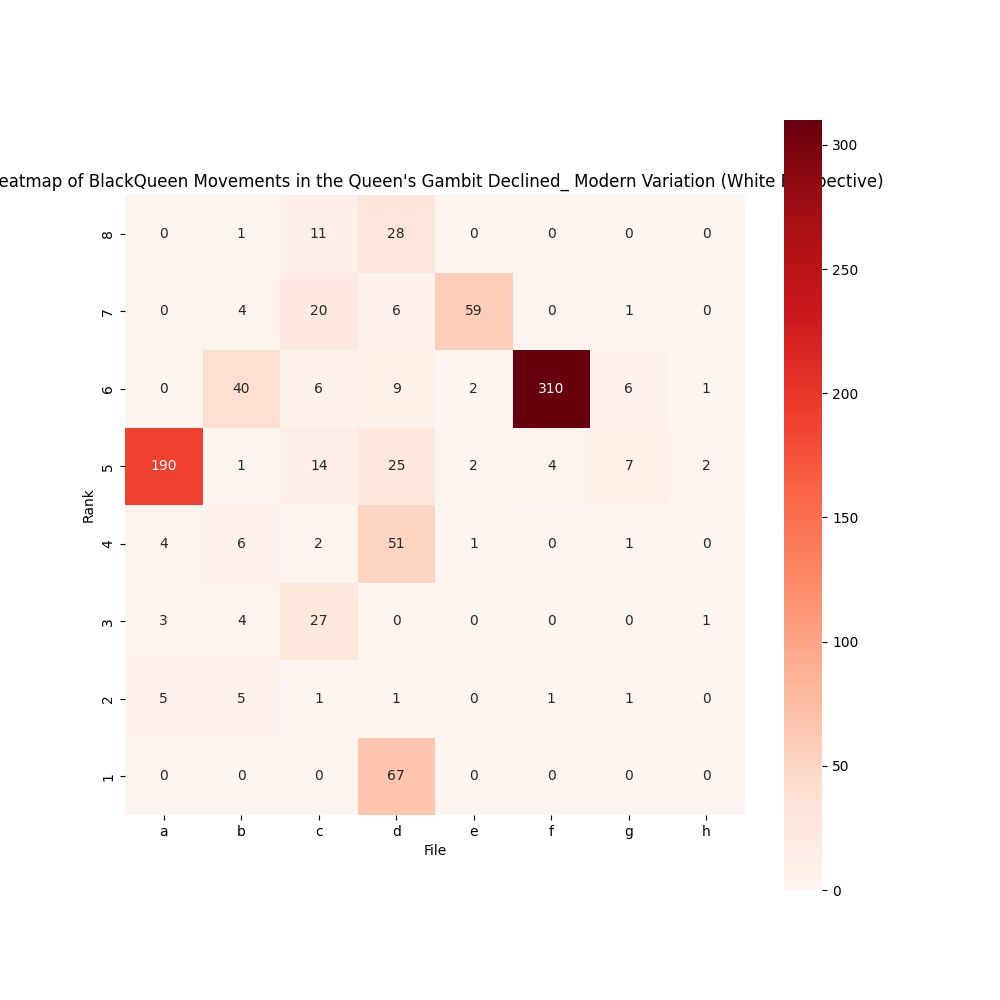 eatmap of BlackQueen Movements in the Queen's Gambit Declined_ Modern Variation (White
8 0 1 11 28 0 0 0 0
7 0 4 20 6 59 0 1 0
6 0 40 6 9 2 310 6 1
5 190 1 14 25 2 4 7 2
4 4 6 2 51 1 0 1 0
3 3 4 27 0 0 0 0 1
2 5 5 1 1 0 1 1 0
1 0 0 0 67 0 0 0 0
a b c d e f g h
File
Rank
300
250
200
150
100
50
0